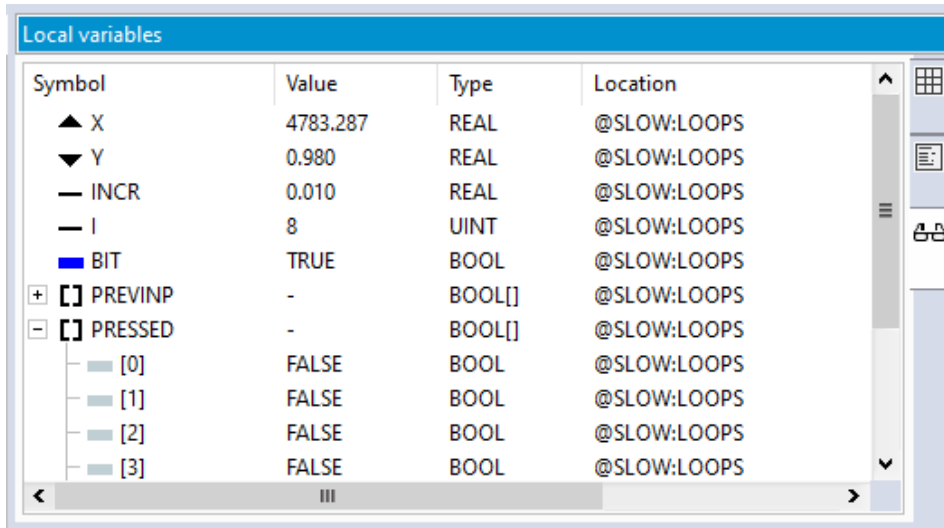 Local variables
Symbol Value Type Location
X 4783.287 REAL @SLOW:LOOPS
Y 0.980 REAL @SLOW:LOOPS
INCR 0.010 REAL @SLOW:LOOPS
I 8 UINT @SLOW:LOOPS
BIT TRUE BOOL @SLOW:LOOPS
PREVINP - BOOL[] @SLOW:LOOPS
PRESSED - BOOL[] @SLOW:LOOPS
[0] FALSE BOOL @SLOW:LOOPS
[1] FALSE BOOL @SLOW:LOOPS
[2] FALSE BOOL @SLOW:LOOPS
[3] FALSE BOOL @SLOW:LOOPS